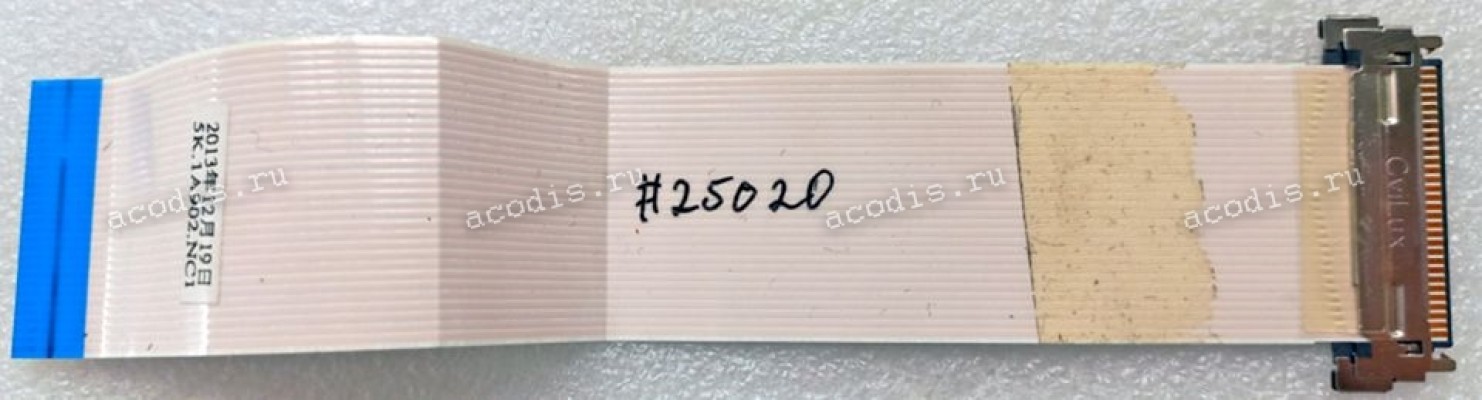 2013年12月19日
5K.1A902.NC1
acodis.ru
acodis.ru
#25020
acodis.ru
acodis.ru
CviLux